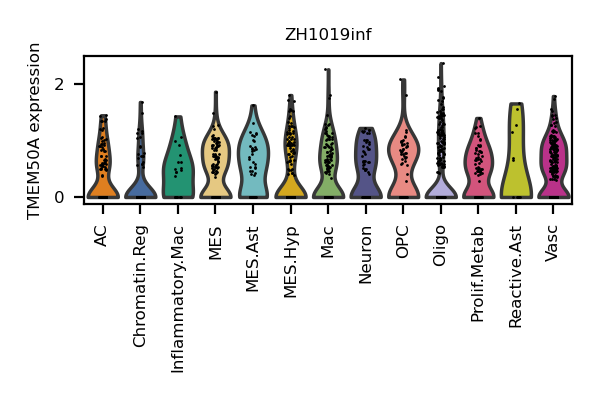 ZH1019inf
TMEM50A expression
2
0
AC
Chromatin.Reg
Inflammatory.Mac
MES
MES.Ast
MES.Hyp
Mac
Neuron
OPC
Oligo
Prolif.Metab
Reactive.Ast
Vasc